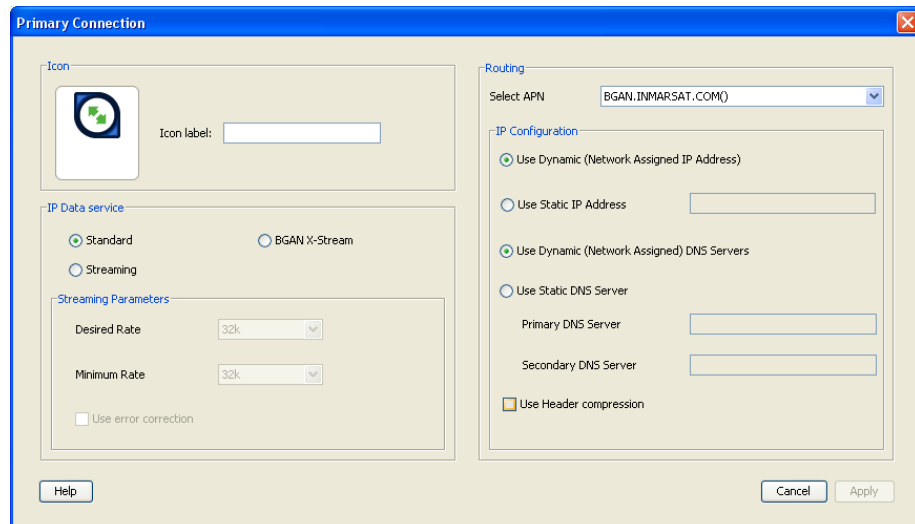 Primary Connection
Icon
Icon label:
IP Data service
Standard
BGAN X-Stream
Streaming
Streaming Parameters
Desired Rate
32k
Minimum Rate
32k
Use error correction
Routing
Select APN
BGAN.INMARSAT.COM()
IP Configuration
Use Dynamic (Network Assigned IP Address)
Use Static IP Address
Use Dynamic (Network Assigned) DNS Servers
Use Static DNS Server
Primary DNS Server
Secondary DNS Server
Use Header compression
Help
Cancel
Apply